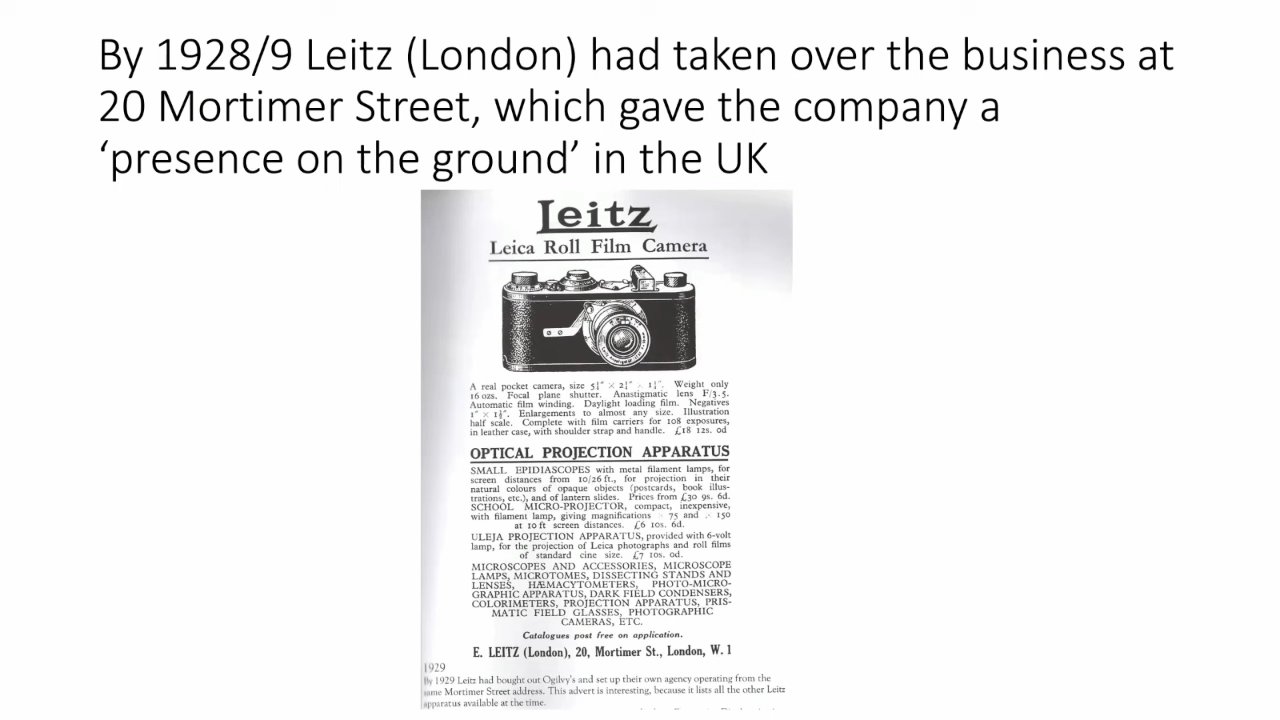 By 1928/9 Leitz (London) had taken over the business at
20 Mortimer Street, which gave the company a
‘presence on the ground’ in the UK
Leitz
Leica Roll Film Camera
A real pocket camera, size 5¼″ × 2¼″ × 1¼″. Weight only
16 ozs. Focal plane shutter. Anastigmatic lens F/3.5.
Automatic film winding. Daylight loading film. Negatives
1″ × 1½″. Enlargements to almost any size. Illustration
half scale. Complete with film carriers for 108 exposures,
in leather case, with shoulder strap and handle. £18 12s. od
OPTICAL PROJECTION APPARATUS
SMALL EPIDIASCOPES with metal filament lamps, for
screen distances from 10/26 ft., for projection in their
natural colours of opaque objects (postcards, book illus-
trations, etc.), and of lantern slides. Prices from £30 9s. 6d.
SCHOOL MICRO-PROJECTOR, compact, inexpensive,
with filament lamp, giving magnifications × 75 and × 150
at 10 ft screen distances. £6 10s. 6d.
ULEJA PROJECTION APPARATUS, provided with 6-volt
lamp, for the projection of Leica photographs and roll films
of standard cine size. £7 10s. od.
MICROSCOPES AND ACCESSORIES, MICROSCOPE
LAMPS, MICROTOMES, DISSECTING STANDS AND
LENSES, HÆMACYTOMETERS, PHOTO-MICRO-
GRAPHIC APPARATUS, DARK FIELD CONDENSERS,
COLORIMETERS, PROJECTION APPARATUS, PRIS-
MATIC FIELD GLASSES, PHOTOGRAPHIC
CAMERAS, ETC.
Catalogues post free on application.
E. LEITZ (London), 20, Mortimer St., London, W. 1
1929
By 1929 Leitz had bought out Ogilvy's and set up their own agency operating from the
same Mortimer Street address. This advert is interesting, because it lists all the other Leitz
apparatus available at the time.